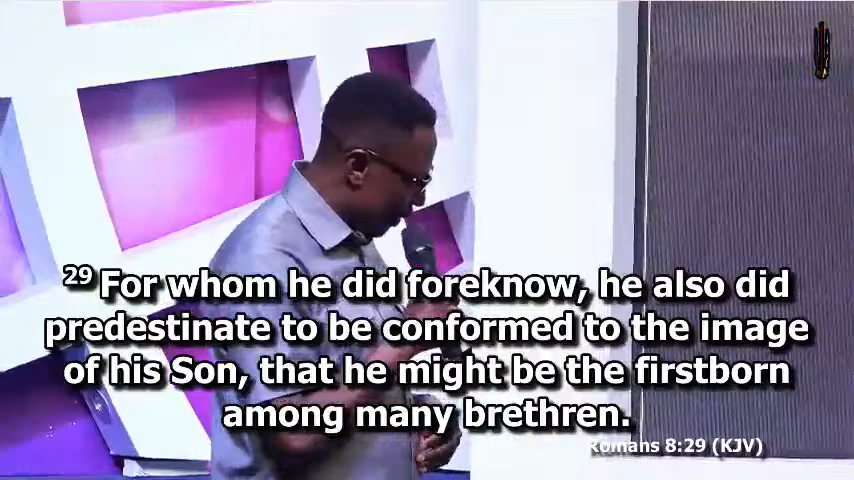 29 For whom he did foreknow, he also did
predestinate to be conformed to the image
of his Son, that he might be the firstborn
among many brethren.
Romans 8:29 (KJV)